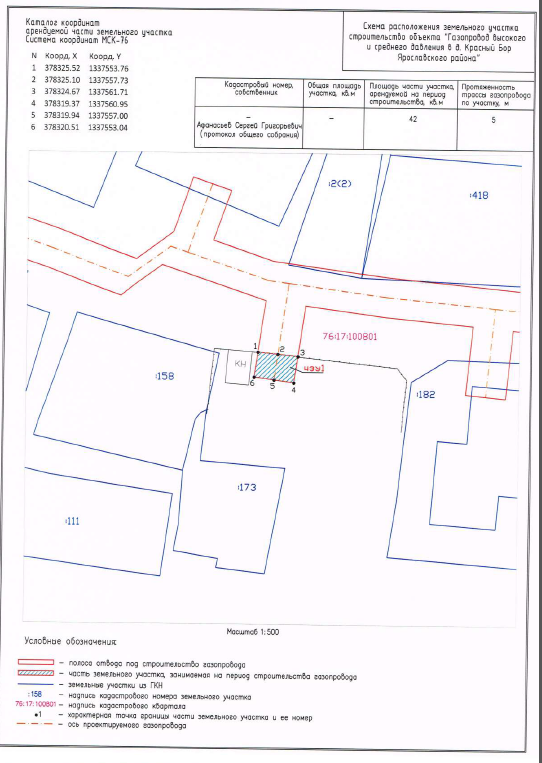 Каталог координат
арендуемой части земельного участка
Система координат МСК-76
N Коорд. X Коорд. Y
1 378325.52 1337553.76
2 378325.10 1337557.73
3 378324.67 1337561.71
4 378319.37 1337560.95
5 378319.94 1337557.00
6 378320.51 1337553.04
Схема расположения земельного участка
строительство объекта "Газопровод высокого
и среднего давления в д. Красный Бор
Ярославского района"
Кадастровый номер, собственник
Общая площадь участка, кв.м
Площадь части участка, арендуемой на период строительства, кв.м
Протяженность трассы газопровода по участку, м
–
Афанасьев Сергей Григорьевич
(протокол общего собрания)
–
42
5
:2(2)
:418
76:17:100801
1
2
3
КН
:чзу1
6
5
4
:158
:182
:173
:111
Масштаб 1:500
Условные обозначения:
– полоса отвода под строительство газопровода
– часть земельного участка, занимаемая на период строительства газопровода
– земельные участки из ГКН
:158 – надпись кадастрового номера земельного участка
76:17:100801 – надпись кадастрового квартала
•1 – характерная точка границы части земельного участка и ее номер
– ось проектируемого газопровода